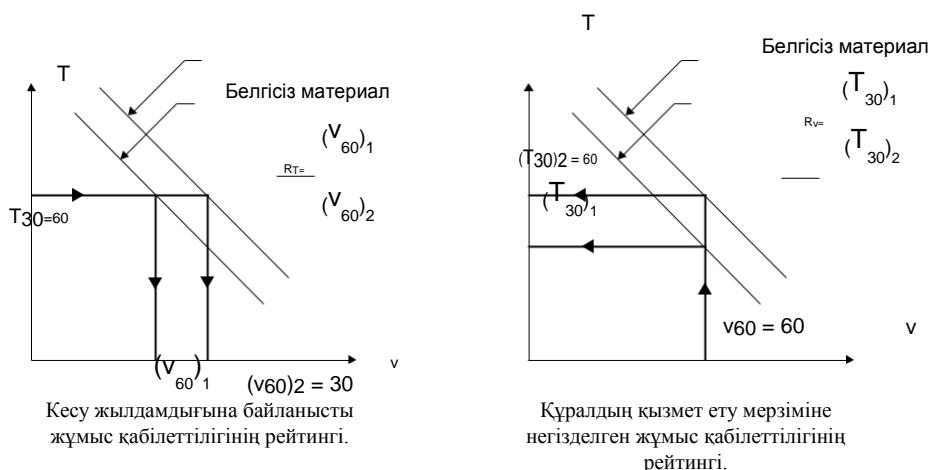 T
Белгісіз материал
(v60)1
RT=
(v60)2
T30=60
(v60)1
(v60)2 = 30
v
Кесу жылдамдығына байланысты
жұмыс қабілеттілігінің рейтингі.
T
Белгісіз материал
(T30)1
Rv=
(T30)2
(T30)2 = 60
(T30)1
v60 = 60
v
Құралдың қызмет ету мерзіміне
негізделген жұмыс қабілеттілігінің
рейтингі.